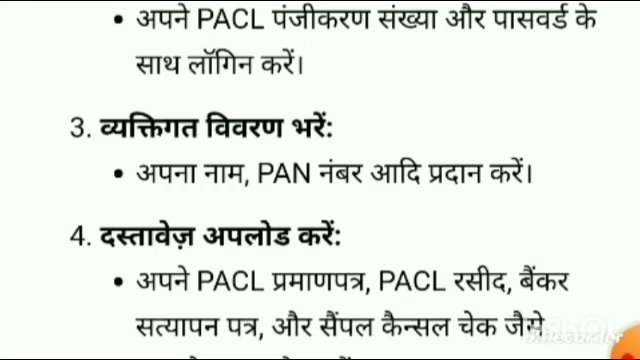 • अपने PACL पंजीकरण संख्या और पासवर्ड के
साथ लॉगिन करें।
3. व्यक्तिगत विवरण भरें:
• अपना नाम, PAN नंबर आदि प्रदान करें।
4. दस्तावेज़ अपलोड करें:
• अपने PACL प्रमाणपत्र, PACL रसीद, बैंकर
सत्यापन पत्र, और सैंपल कैन्सल चेक जैसे